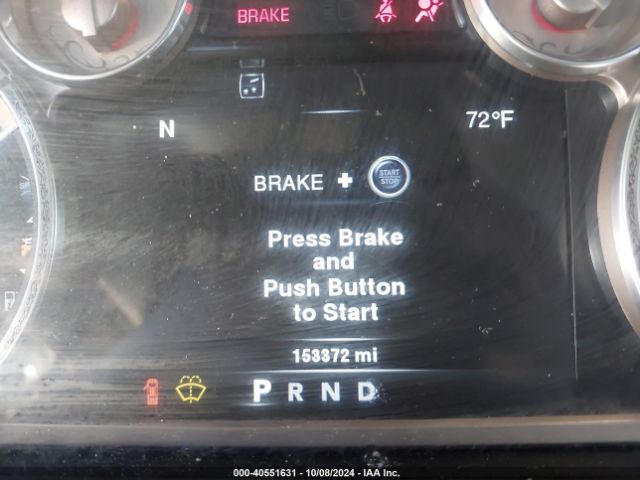 BRAKE
N
72°F
BRAKE +
START
STOP
Press Brake
and
Push Button
to Start
153372 mi
P R N D
000-40551631 - 10/08/2024 - IAA Inc.